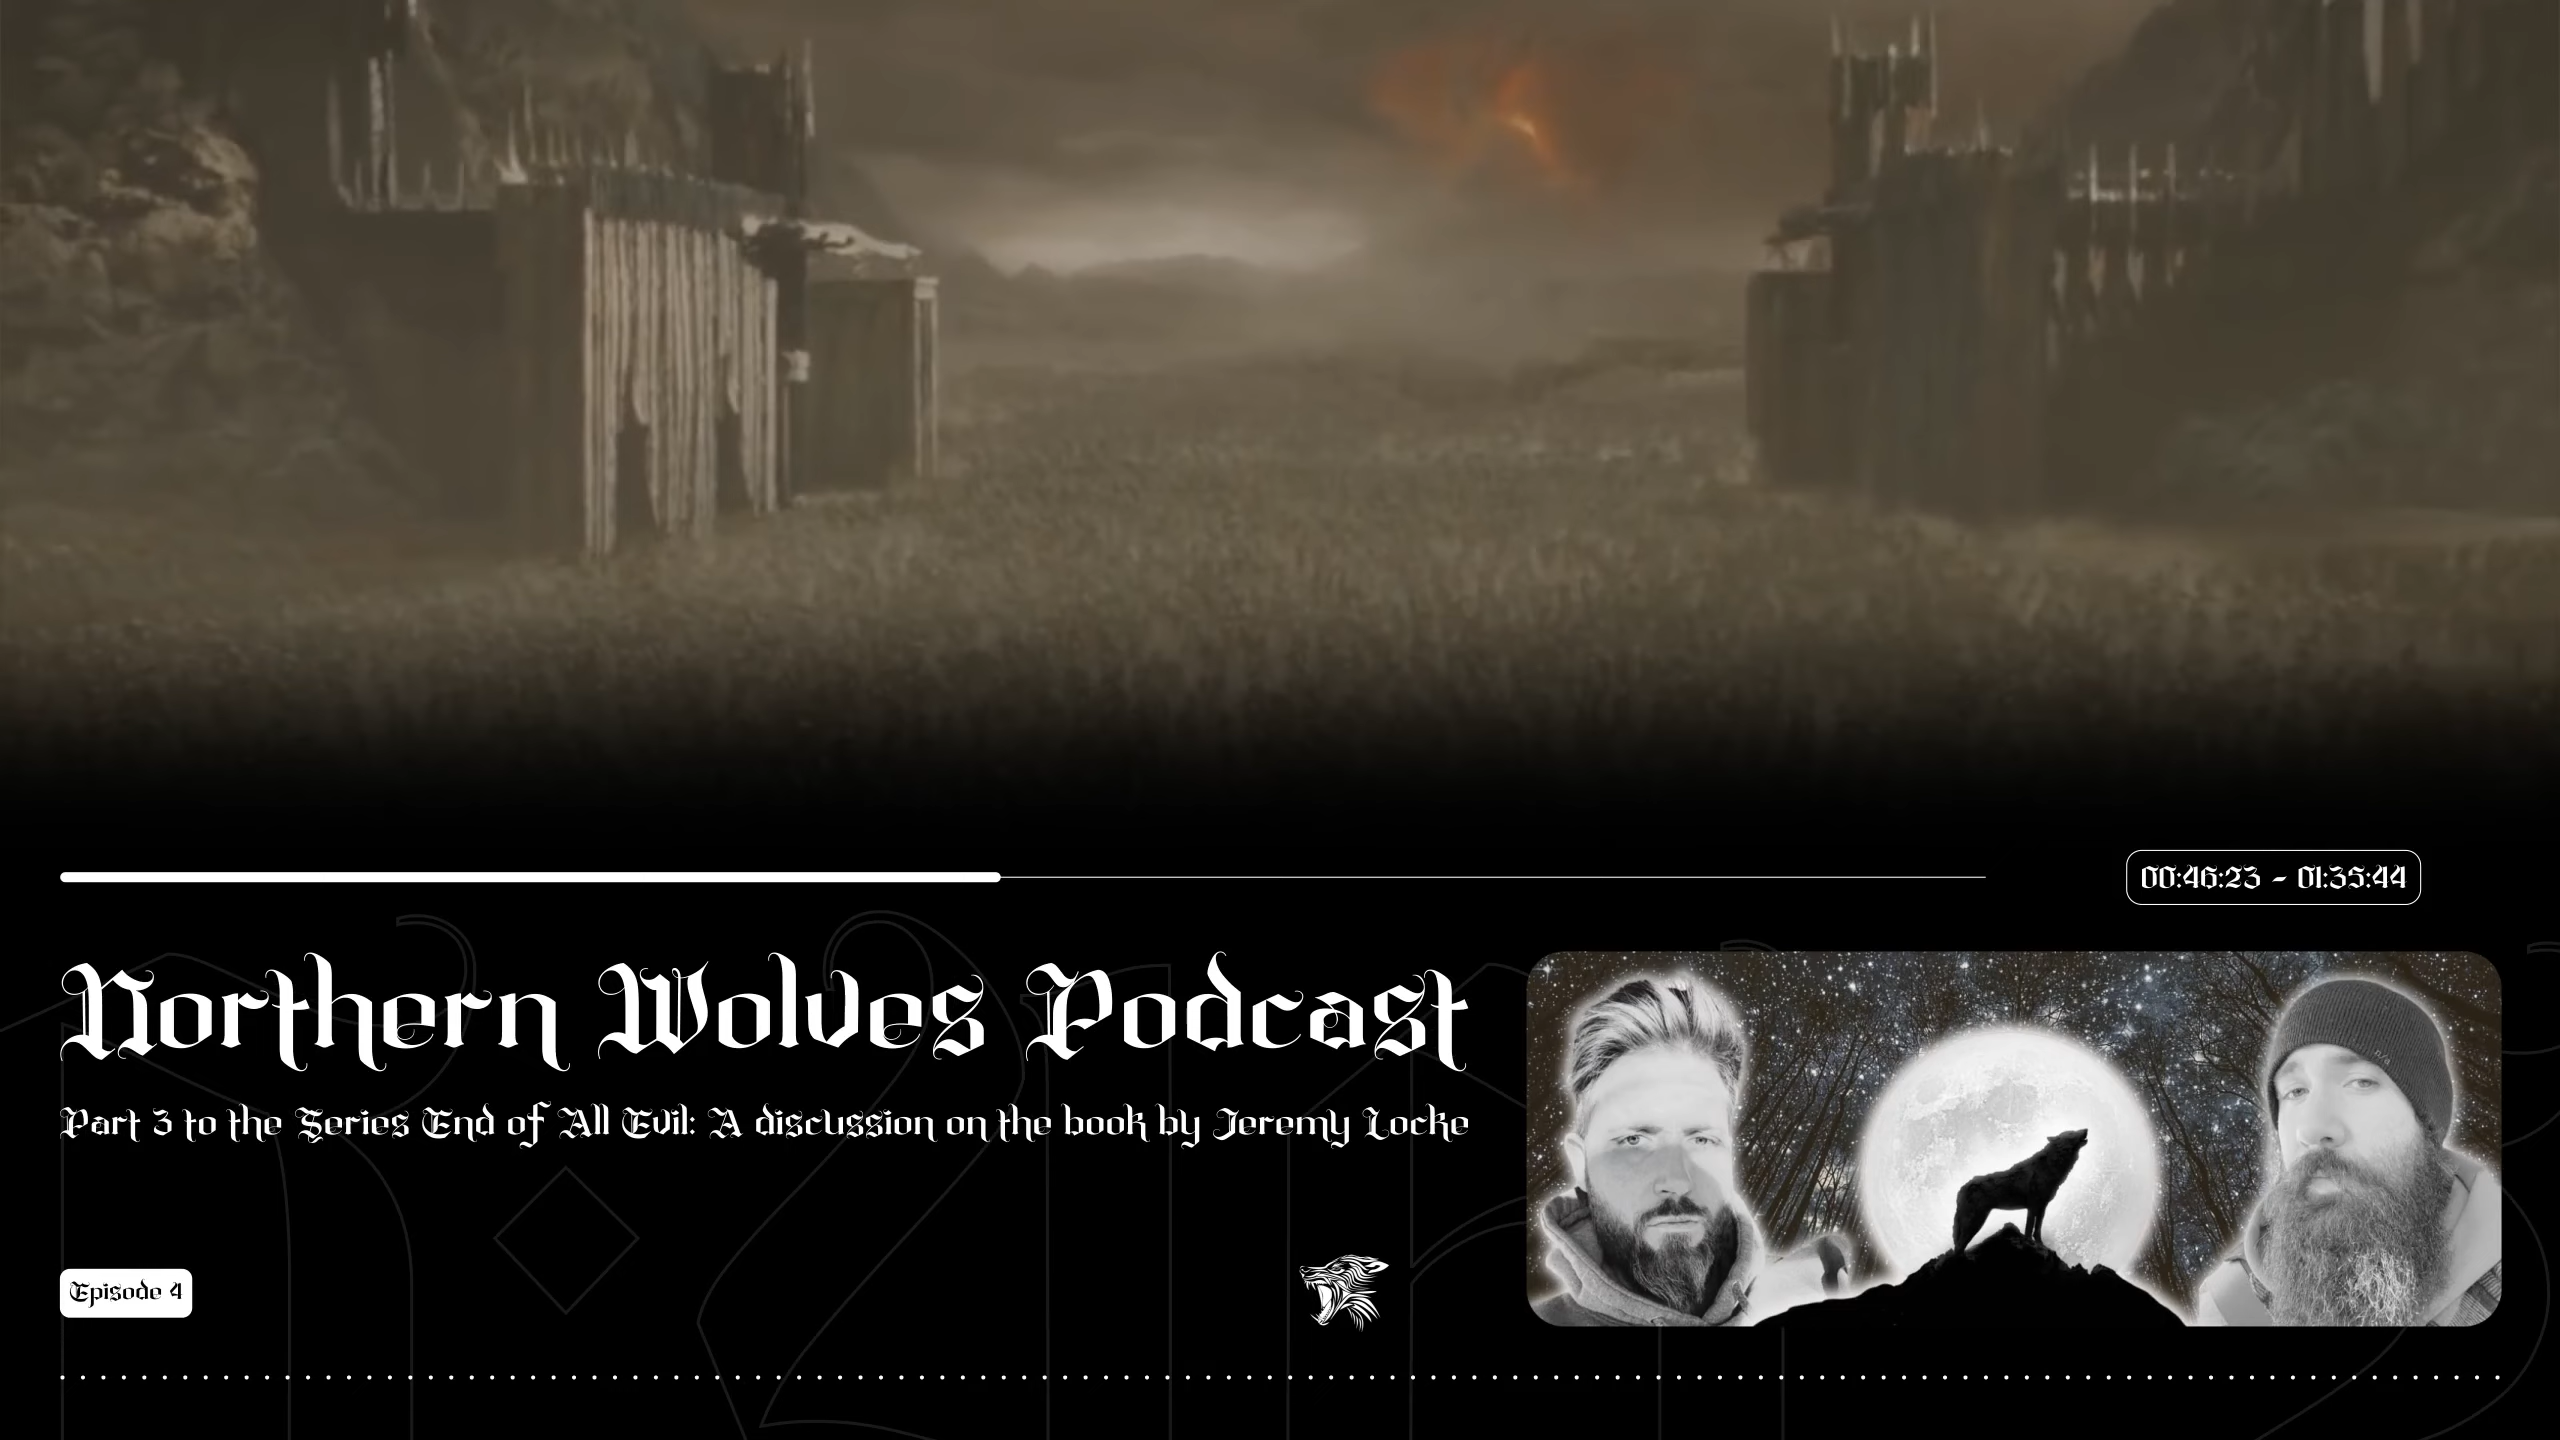 00:46:23 - 01:35:44
Northern Wolves Podcast
Part 3 to the Series End of All Evil: A discussion on the book by Jeremy Locke
Episode 4